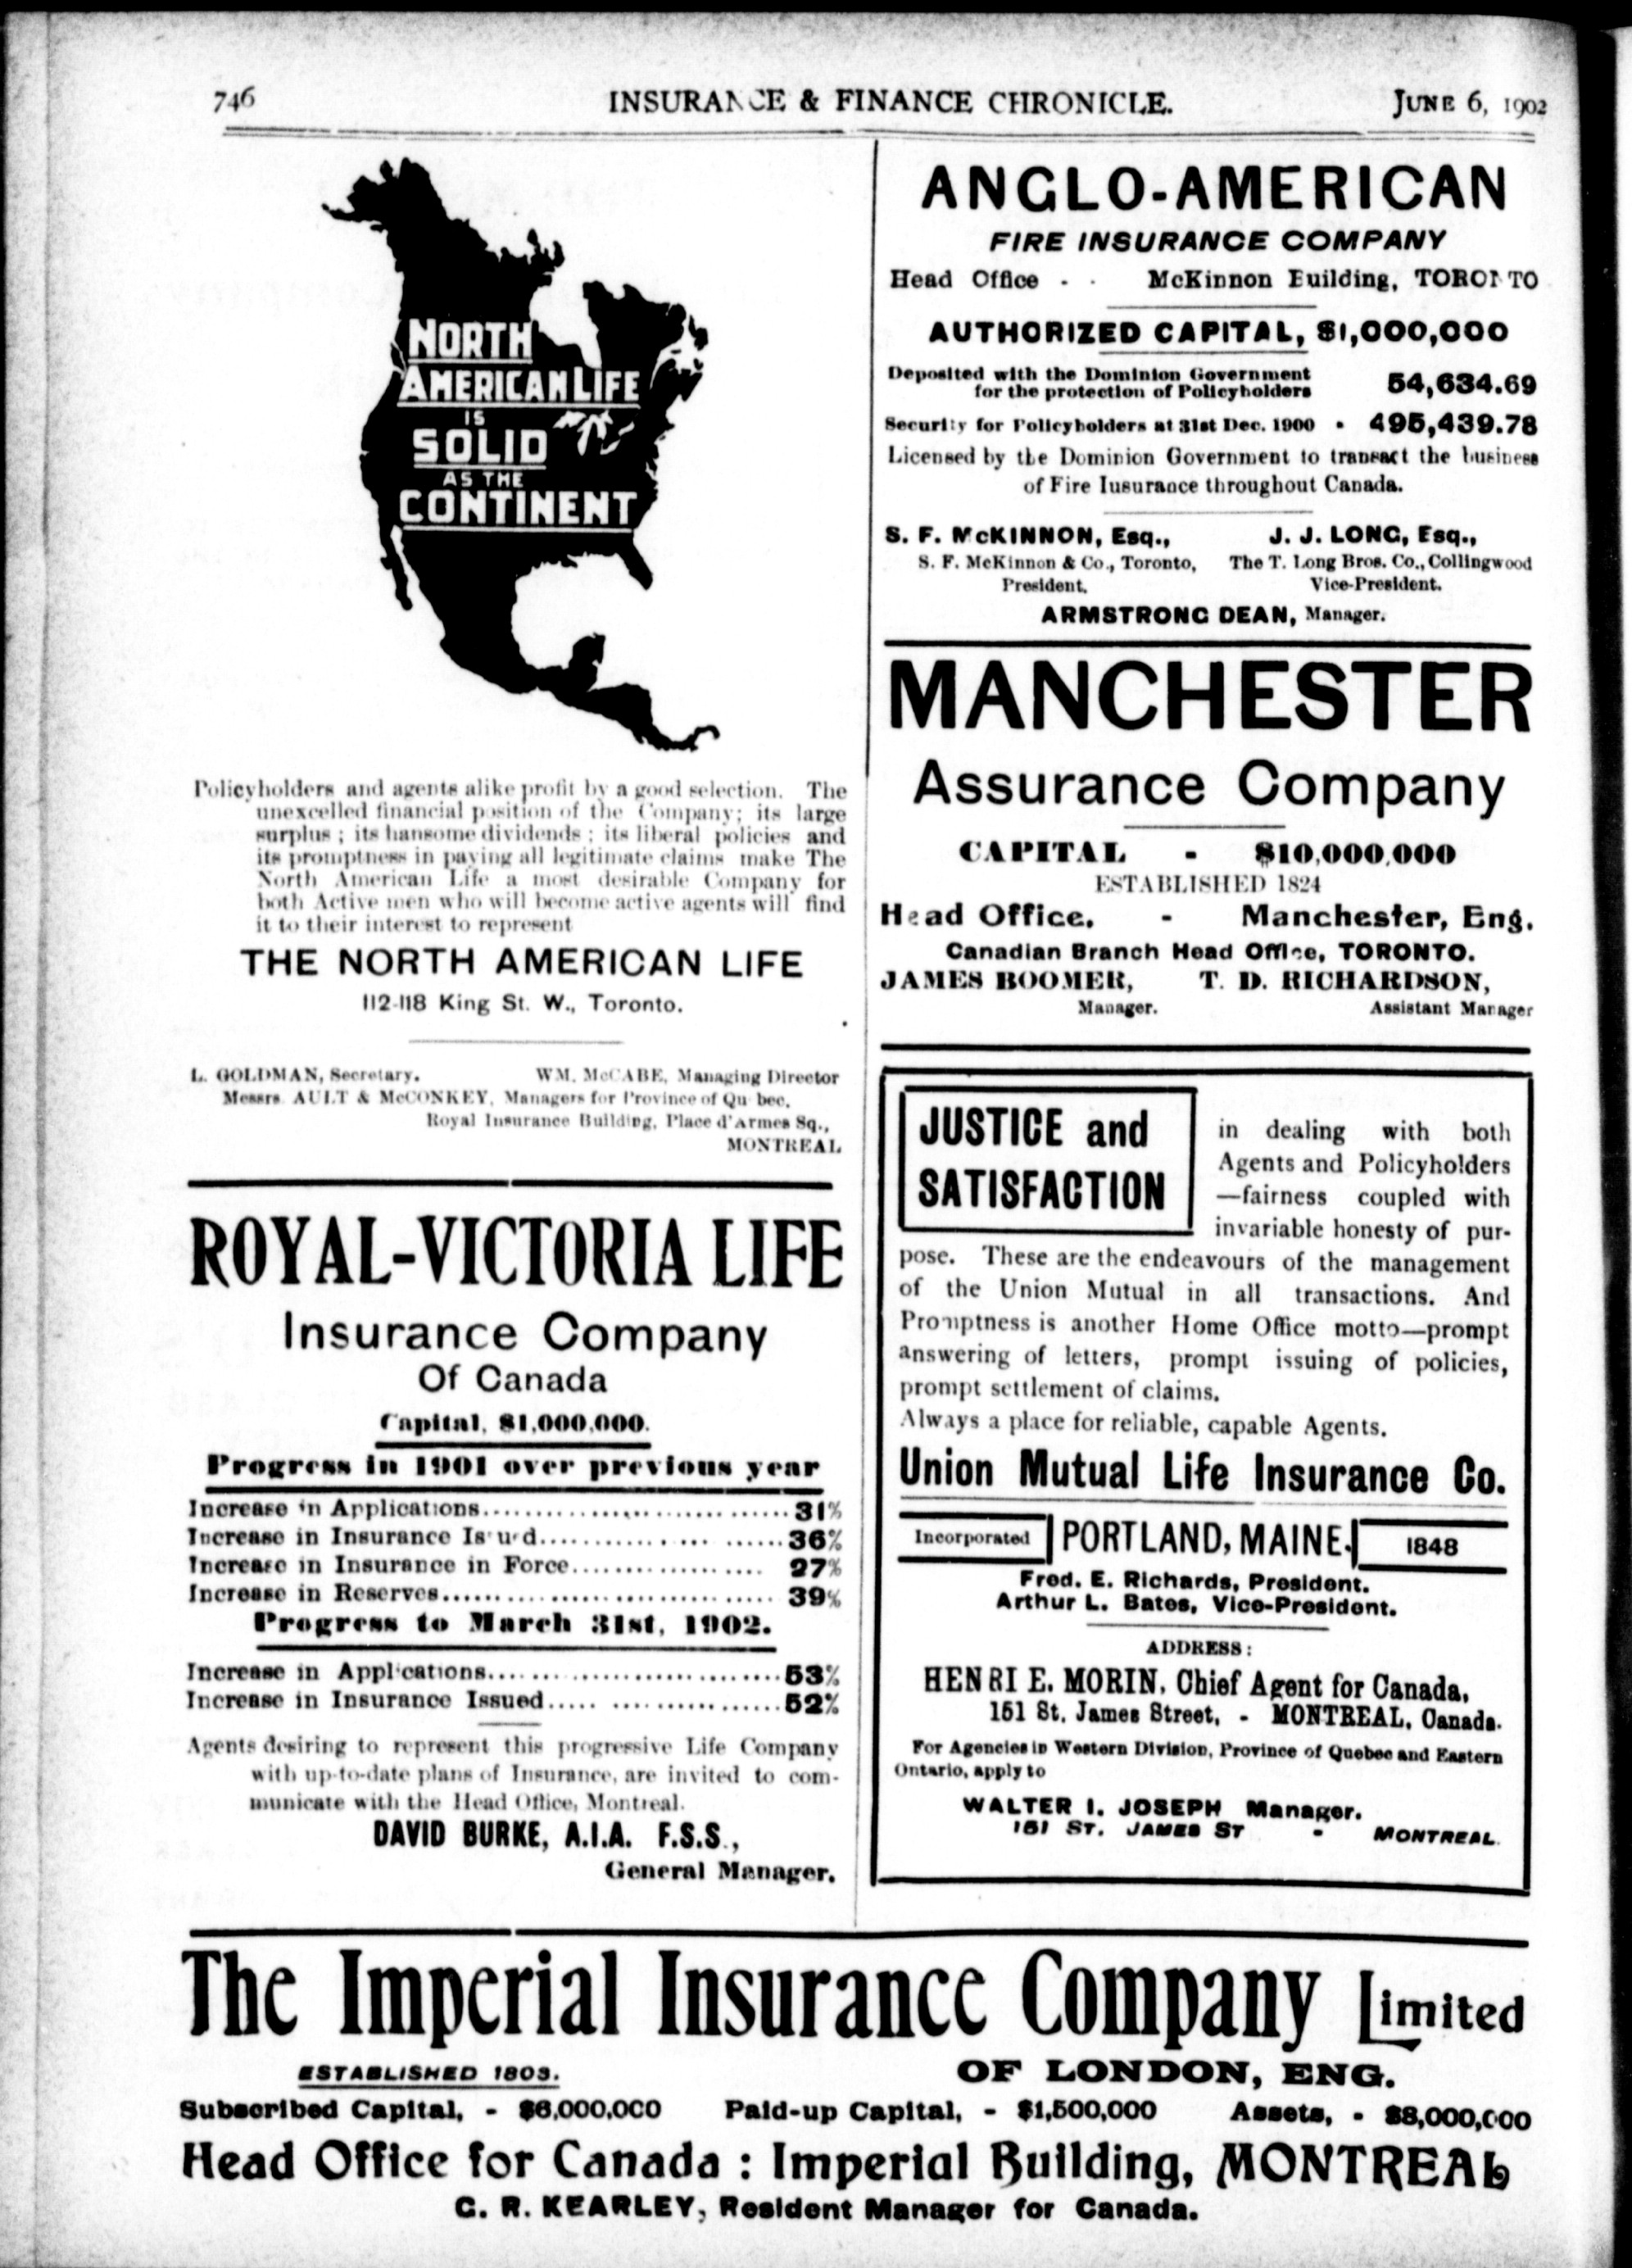 746
INSURANCE & FINANCE CHRONICLE.
JUNE 6, 1902
NORTH
AMERICAN LIFE
IS
SOLID
AS THE
CONTINENT
Policyholders and agents alike profit by a good selection. The
unexcelled financial position of the Company; its large
surplus ; its hansome dividends ; its liberal policies and
its promptness in paying all legitimate claims make The
North American Life a most desirable Company for
both Active men who will become active agents will find
it to their interest to represent
THE NORTH AMERICAN LIFE
112-118 King St. W., Toronto.
L. GOLDMAN, Secretary. WM. McCABE, Managing Director
Messrs. AULT & McCONKEY, Managers for Province of Qu bec,
Royal Insurance Building, Place d'Armes Sq.,
MONTREAL
ROYAL-VICTORIA LIFE
Insurance Company
Of Canada
Capital, $1,000,000.
Progress in 1901 over previous year
Increase in Applications.......... 31%
Increase in Insurance Is u d.......... 36%
Increase in Insurance in Force.......... 27%
Increase in Reserves.......... 39%
Progress to March 31st, 1902.
Increase in Applications.......... 53%
Increase in Insurance Issued.......... 52%
Agents desiring to represent this progressive Life Company
with up-to-date plans of Insurance, are invited to com-
municate with the Head Office, Montreal.
DAVID BURKE, A.I.A. F.S.S.,
General Manager.
ANGLO-AMERICAN
FIRE INSURANCE COMPANY
Head Office - - McKinnon Building, TORONTO
AUTHORIZED CAPITAL, $1,000,000
Deposited with the Dominion Government
for the protection of Policyholders 54,634.69
Security for Policyholders at 31st Dec. 1900 - 495,439.78
Licensed by the Dominion Government to transact the business
of Fire Insurance throughout Canada.
S. F. McKINNON, Esq., J. J. LONG, Esq.,
S. F. McKinnon & Co., Toronto, The T. Long Bros. Co., Collingwood
President. Vice-President.
ARMSTRONG DEAN, Manager.
MANCHESTER
Assurance Company
CAPITAL - $10,000,000
ESTABLISHED 1824
Head Office. - Manchester, Eng.
Canadian Branch Head Office, TORONTO.
JAMES BOOMER, T. D. RICHARDSON,
Manager. Assistant Manager
JUSTICE and
SATISFACTION
in dealing with both
Agents and Policyholders
—fairness coupled with
invariable honesty of pur-
pose. These are the endeavours of the management
of the Union Mutual in all transactions. And
Promptness is another Home Office motto—prompt
answering of letters, prompt issuing of policies,
prompt settlement of claims.
Always a place for reliable, capable Agents.
Union Mutual Life Insurance Co.
Incorporated PORTLAND, MAINE. 1848
Fred. E. Richards, President.
Arthur L. Bates, Vice-President.
ADDRESS:
HENRI E. MORIN, Chief Agent for Canada,
151 St. James Street, - MONTREAL, Canada.
For Agencies in Western Division, Province of Quebec and Eastern
Ontario, apply to
WALTER I. JOSEPH Manager.
151 ST. JAMES ST - MONTREAL.
The Imperial Insurance Company Limited
ESTABLISHED 1803. OF LONDON, ENG.
Subscribed Capital, - $6,000,000 Paid-up Capital, - $1,500,000 Assets, - $8,000,000
Head Office for Canada : Imperial Building, MONTREAL
G. R. KEARLEY, Resident Manager for Canada.